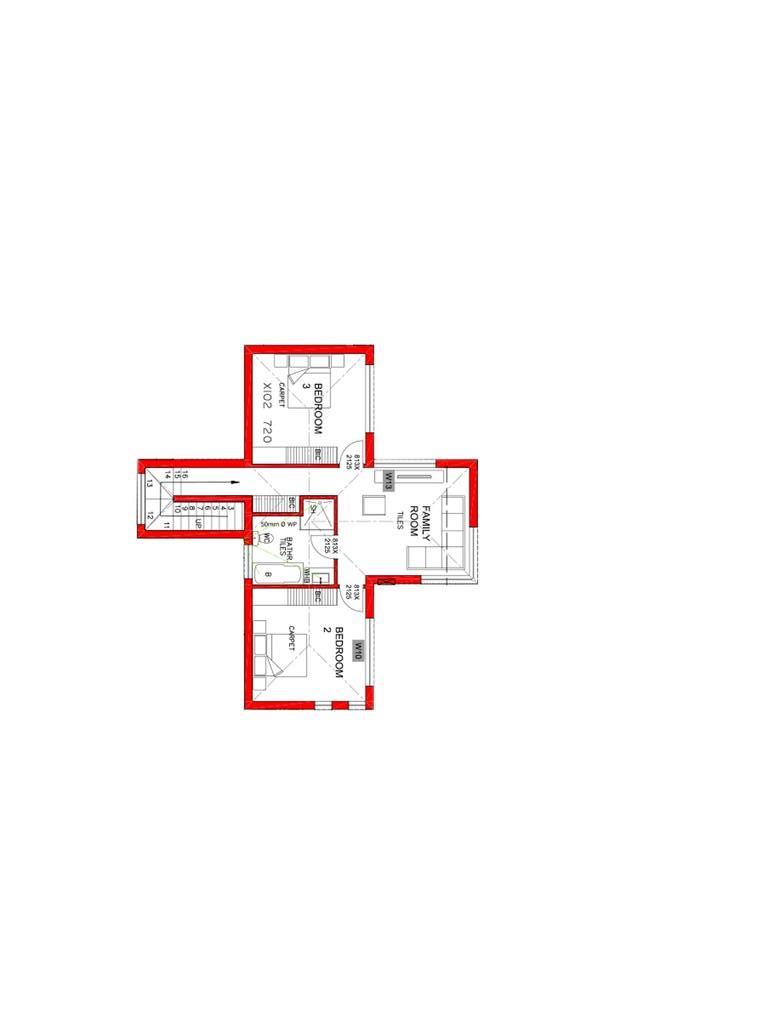 BEDROOM
3
CARPET
X102 720
BIC
813X
2125
16
15
14
13
12
11
10
9
8
7
6
5
4
3
UP
BIC
SH
50mm Ø WP
WC
BATHR.
TILES
813X
2125
B
WHB
W13
FAMILY
ROOM
TILES
BIC
813X
2125
BEDROOM
2
CARPET
W10